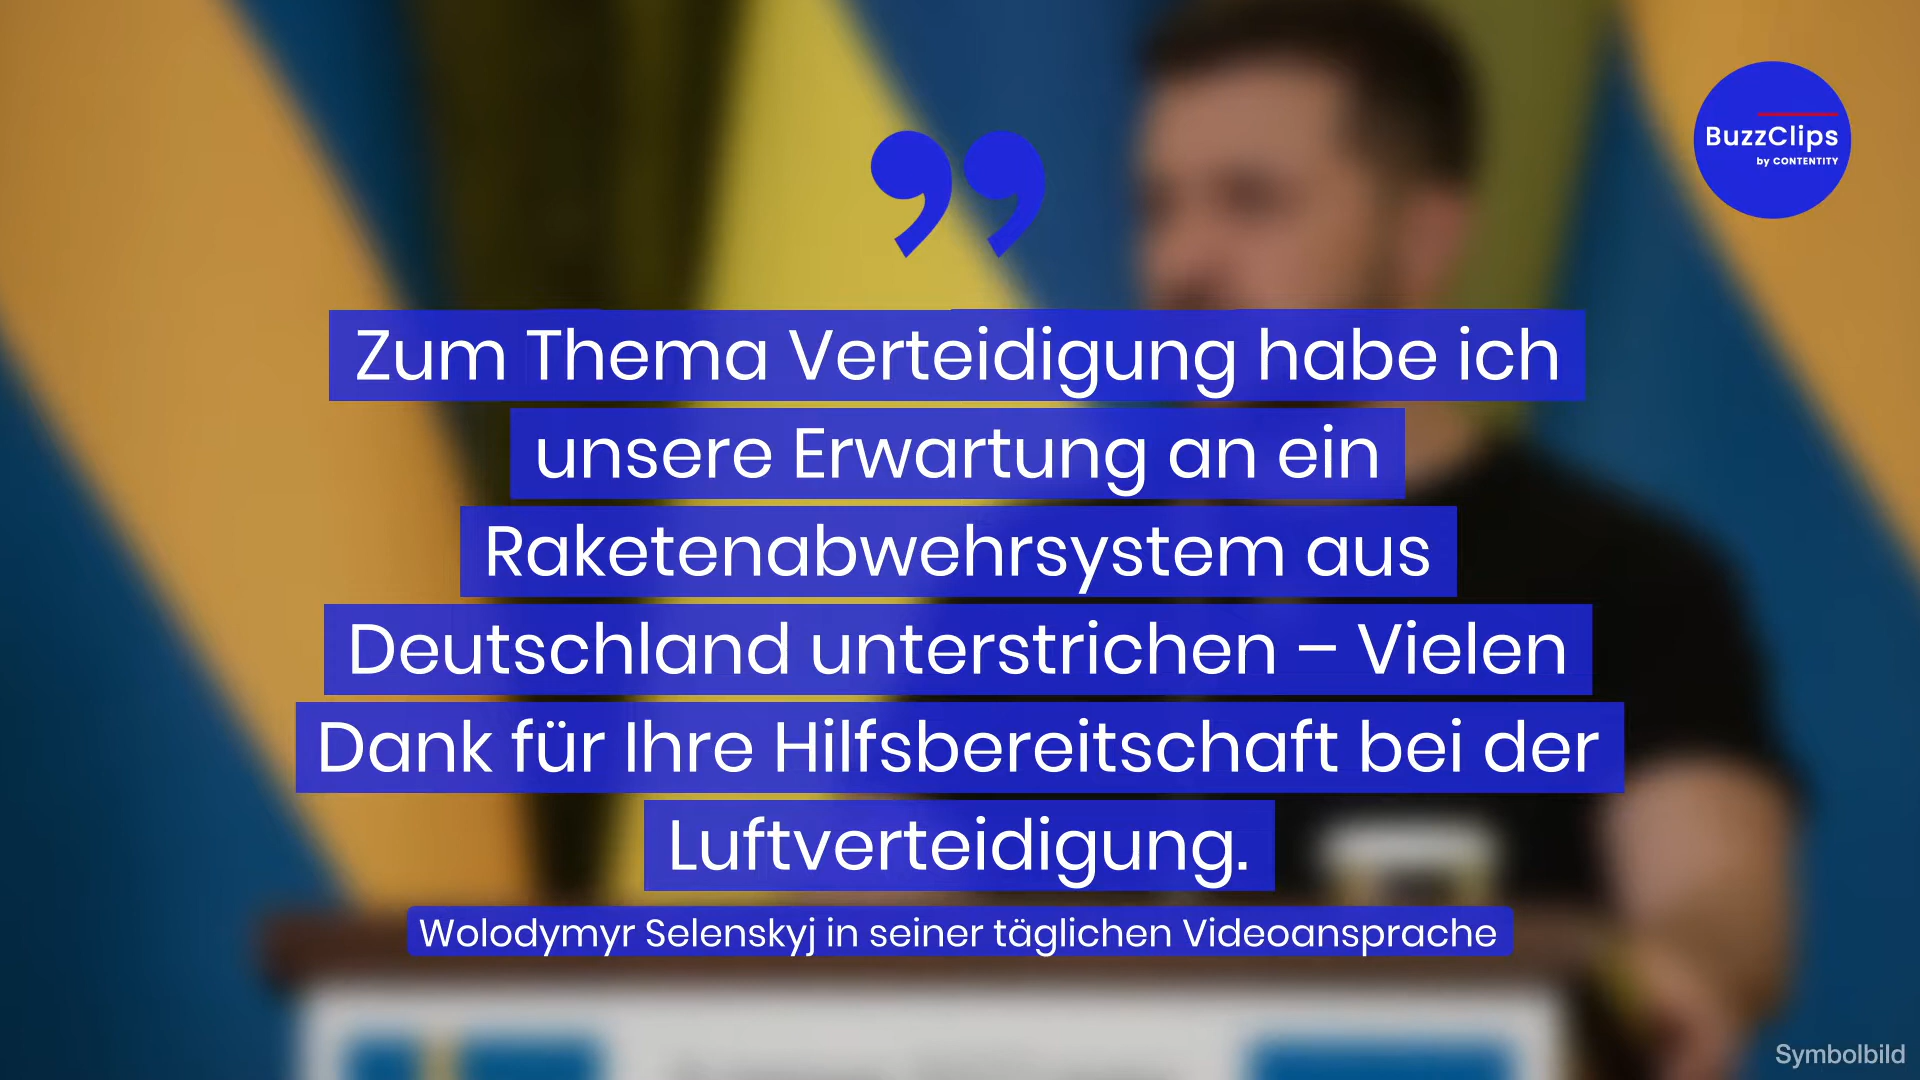 BuzzClips
by CONTENTITY
”
Zum Thema Verteidigung habe ich
unsere Erwartung an ein
Raketenabwehrsystem aus
Deutschland unterstrichen – Vielen
Dank für Ihre Hilfsbereitschaft bei der
Luftverteidigung.
Wolodymyr Selenskyj in seiner täglichen Videoansprache
Symbolbild